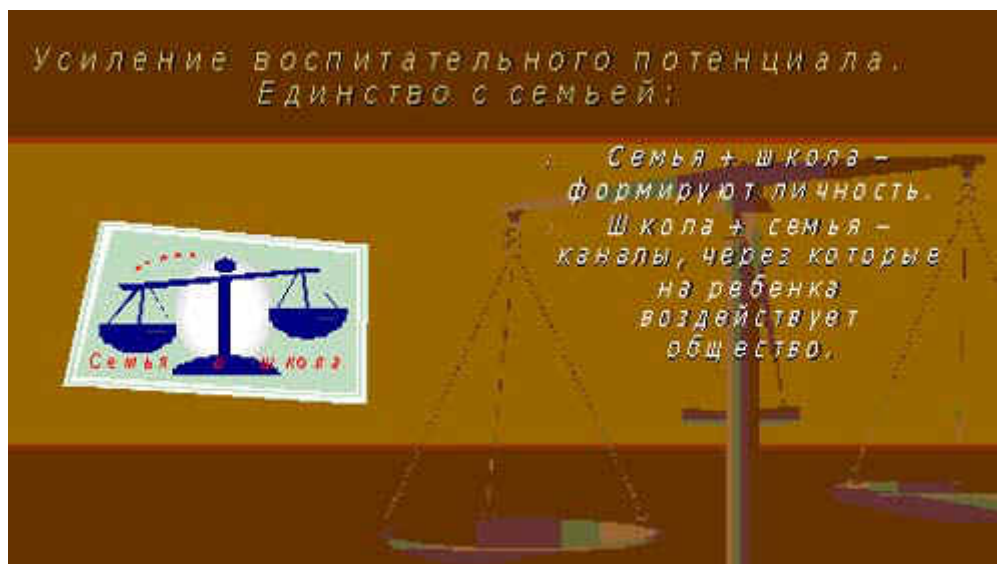 Усиление воспитательного потенциала.
Единство с семьей:
Семья + школа –
формируют личность.
Школа + семья –
каналы, через которые
на ребенка
воздействует
общество.
Семья и школа